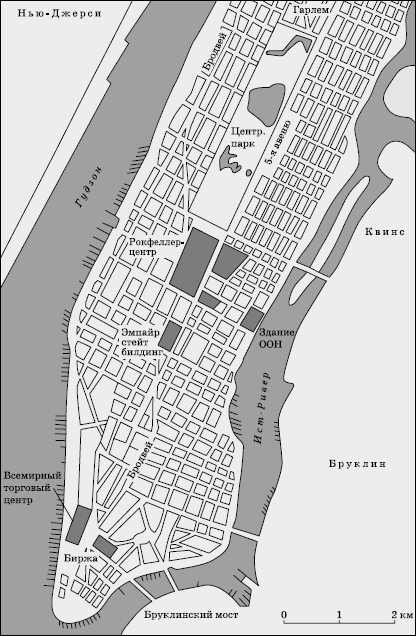 Нью-Джерси
Гарлем
Бродвей
Центр.
парк
5-я авеню
Гудзон
Квинс
Рокфеллер-
центр
Эмпайр
стейт
билдинг
Здание
ООН
Ист-Ривер
Бродвей
Бруклин
Всемирный
торговый
центр
Биржа
Бруклинский мост
0 1 2 км